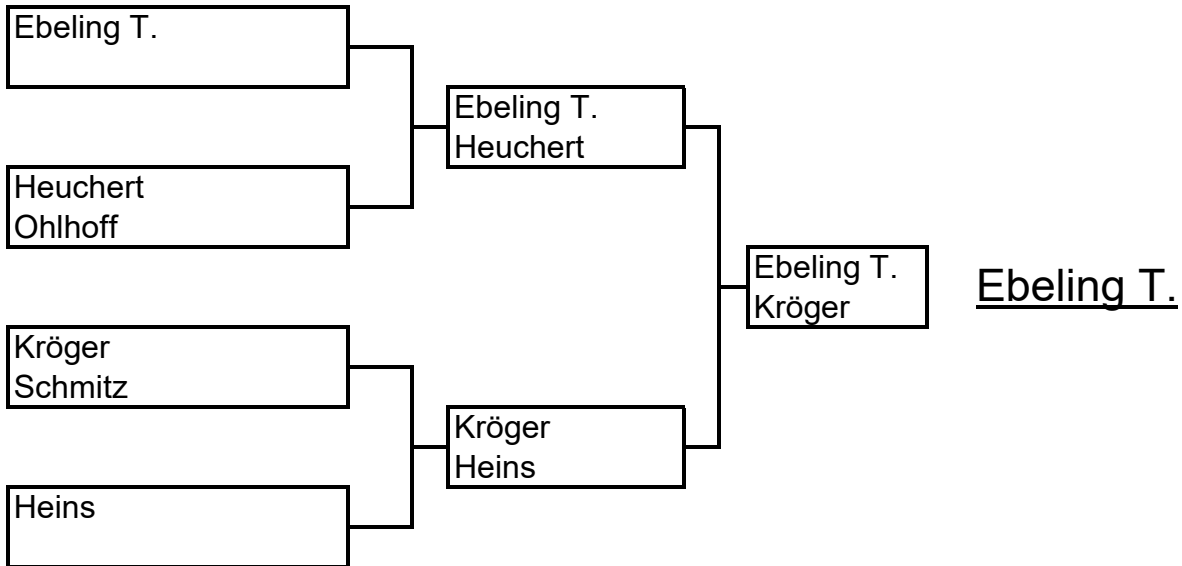 Ebeling T.
Heuchert
Ohlhoff
Kröger
Schmitz
Heins
Ebeling T.
Heuchert
Kröger
Heins
Ebeling T.
Kröger
Ebeling T.